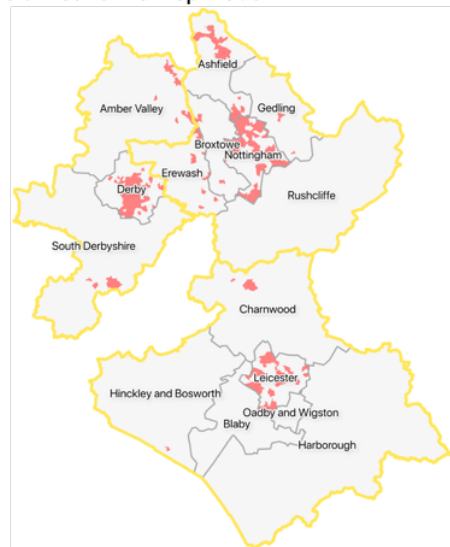 Ashfield
Amber Valley
Gedling
Broxtowe
Nottingham
Erewash
Derby
Rushcliffe
South Derbyshire
Charnwood
Leicester
Hinckley and Bosworth
Oadby and Wigston
Blaby
Harborough